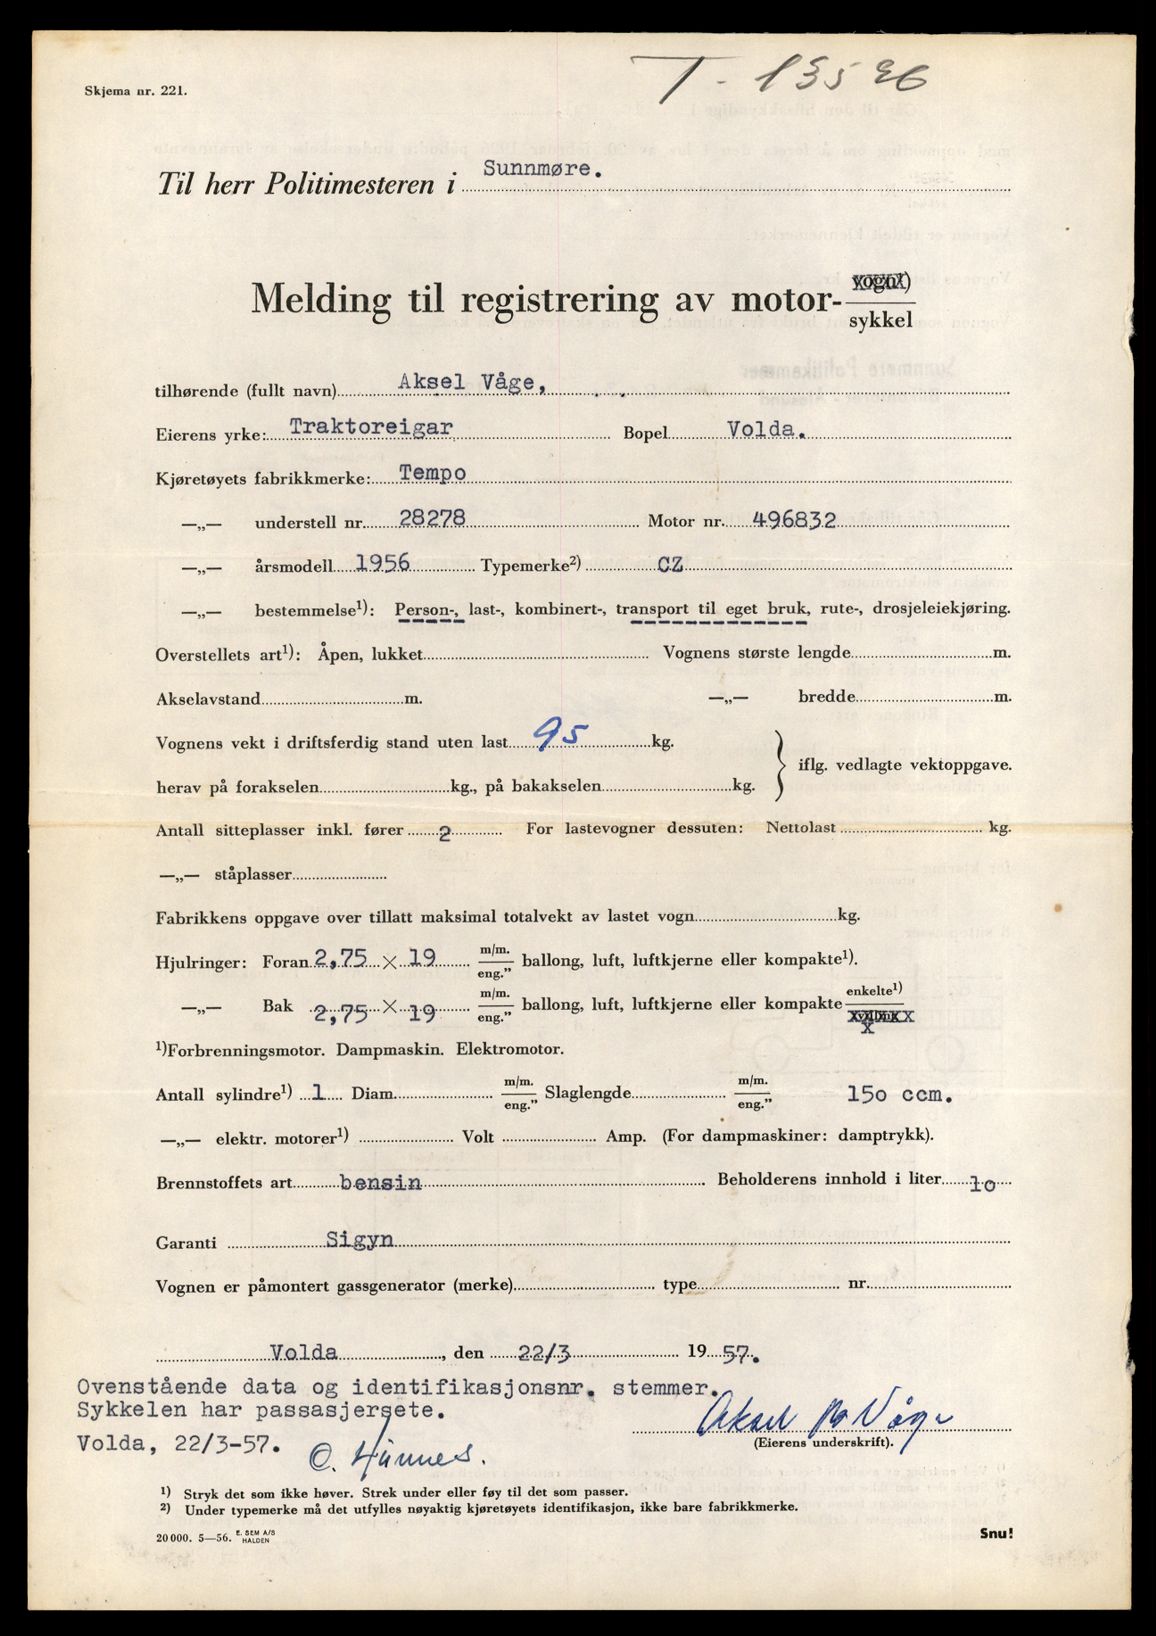 T - 13596
Skjema nr. 221.
Til herr Politimesteren i Sunnmøre.
Melding til registrering av motor- vogn¹)
sykkel
tilhørende (fullt navn) Aksel Våge,
Eierens yrke: Traktoreigar Bopel Volda.
Kjøretøyets fabrikkmerke: Tempo
—„— understell nr. 28278 Motor nr. 496832
—„— årsmodell 1956 Typemerke²) CZ
—„— bestemmelse¹): Person-, last-, kombinert-, transport til eget bruk, rute-, drosjeleiekjøring.
Overstellets art¹): Åpen, lukket Vognens største lengde m.
Akselavstand m. —„— bredde m.
Vognens vekt i driftsferdig stand uten last 95 kg.
iflg. vedlagte vektoppgave.
herav på forakselen kg., på bakakselen kg.
Antall sitteplasser inkl. fører 2 For lastevogner dessuten: Nettolast kg.
—„— ståplasser
Fabrikkens oppgave over tillatt maksimal totalvekt av lastet vogn kg.
Hjulringer: Foran 2,75 × 19 m/m. eng." ballong, luft, luftkjerne eller kompakte¹).
—„— Bak 2,75 × 19 m/m. eng." ballong, luft, luftkjerne eller kompakte enkelte¹)
¹)Forbrenningsmotor. Dampmaskin. Elektromotor.
Antall sylindre¹) 1 Diam. m/m. eng." Slaglengde m/m. eng." 150 ccm.
—„— elektr. motorer¹) Volt Amp. (For dampmaskiner: damptrykk).
Brennstoffets art bensin Beholderens innhold i liter 10
Garanti Sigyn
Vognen er påmontert gassgenerator (merke) type nr.
Volda, den 22/3 1957.
Ovenstående data og identifikasjonsnr. stemmer.
Sykkelen har passasjersete.
Aksel Våge
Volda, 22/3-57.
(Eierens underskrift).
¹) Stryk det som ikke høver. Strek under eller føy til det som passer.
²) Under typemerke må det utfylles nøyaktig kjøretøyets identifikasjon, ikke bare fabrikkmerke.
20 000. 5—56. E. SEM A/S HALDEN
Snu!